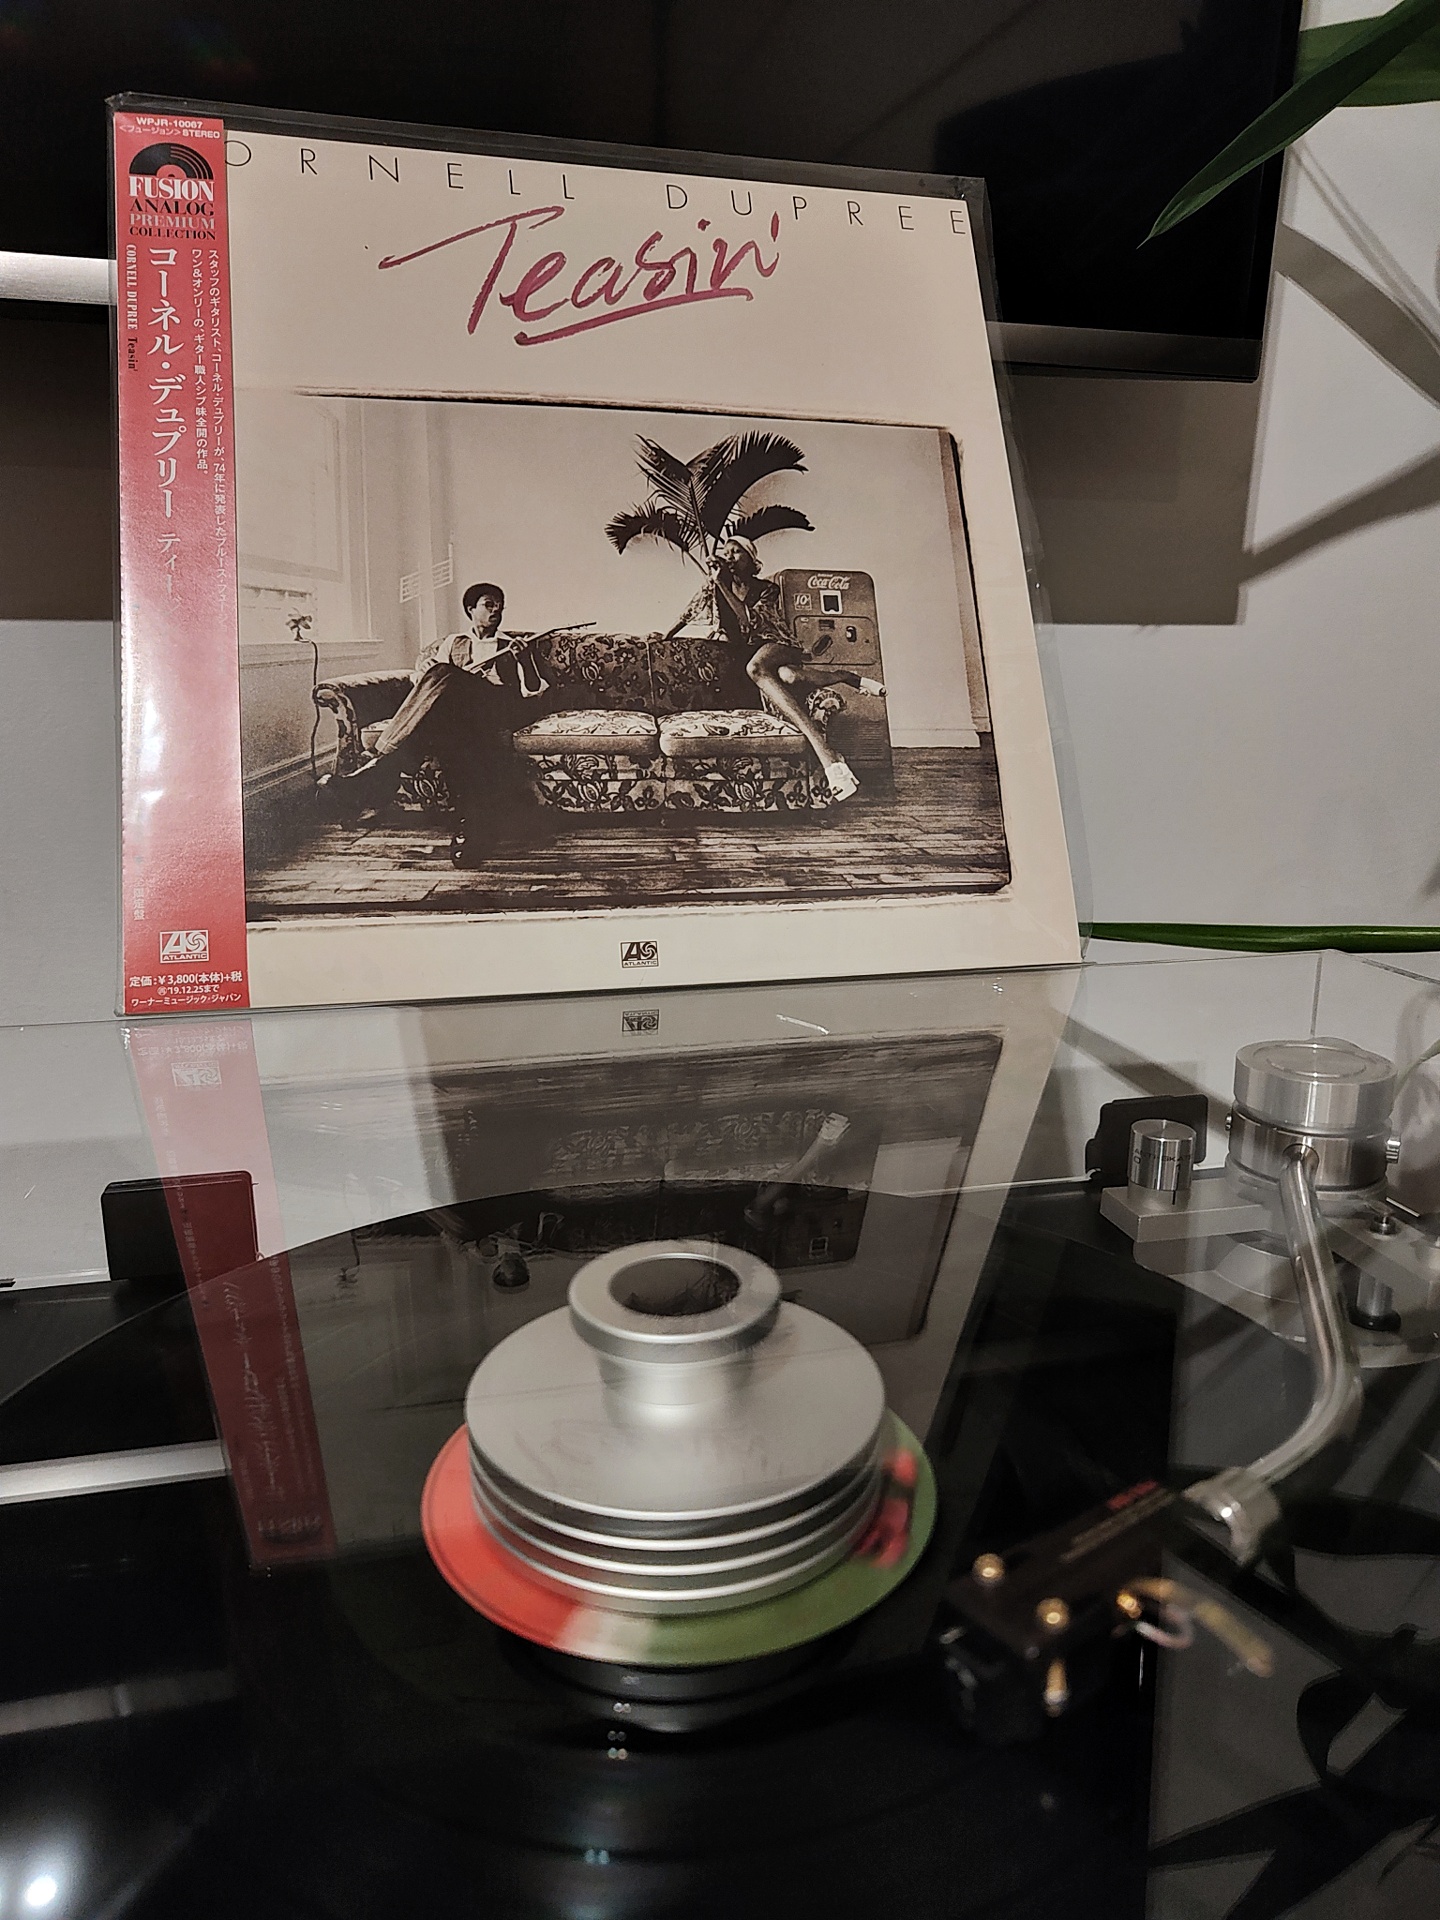 WPJR-10067
<フュージョン> STEREO
FUSION
ANALOG
PREMIUM
COLLECTION
スタッフのギタリスト、コーネル・デュプリーが、74年に発表したブルース・フュー
ワン&オンリーの、ギター職人シブ味全開の作品。
コーネル・デュプリー ティー
CORNELL DUPREE Teasin'
限定盤
ATLANTIC
定価:¥3,800(本体)+税
'19.12.25まで
ワーナーミュージック・ジャパン
ORNELL DUPREE
Teasin'
Coca-Cola
10¢
ATLANTIC